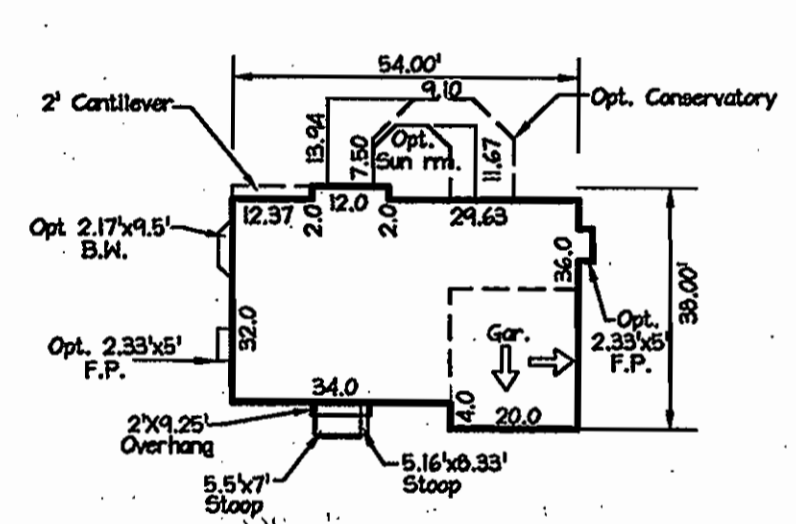 54.00'
9.10
2' Cantilever
Opt. Conservatory
13.94
7.50
Opt.
Sun rm.
11.67
12.37
2.0
12.0
2.0
29.63
Opt 2.17'x9.5'
B.W.
36.0
38.00'
32.0
Gar.
Opt.
2.33'x5'
F.P.
Opt. 2.33'x5'
F.P.
34.0
4.0
20.0
2'X9.25'
Overhang
5.16'x8.33'
Stoop
5.5'x7'
Stoop